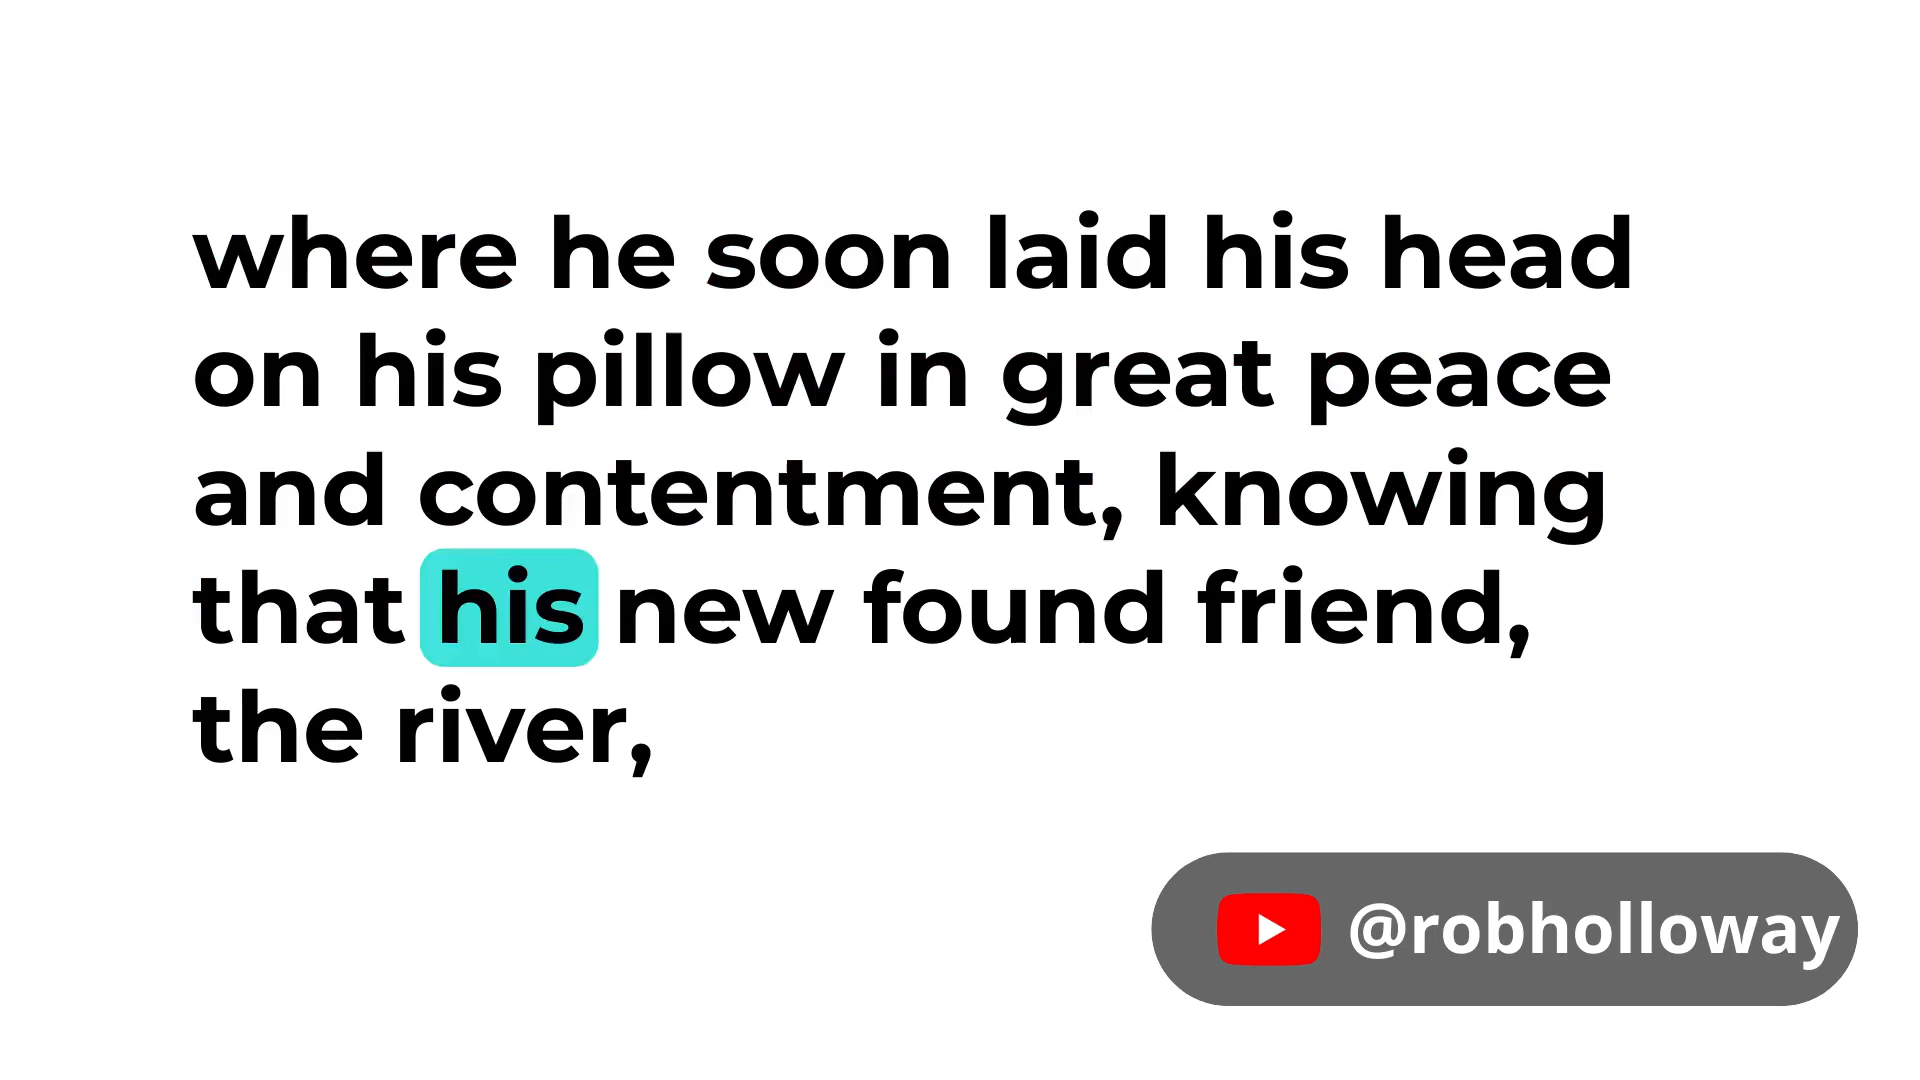 where he soon laid his head
on his pillow in great peace
and contentment, knowing
that his new found friend,
the river,
@robholloway